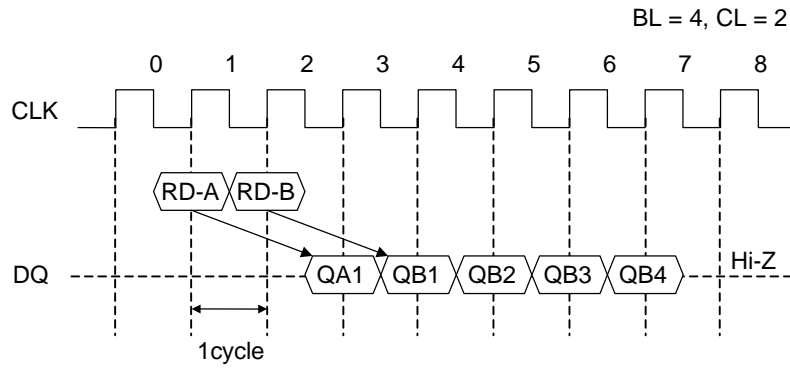 BL = 4, CL = 2
0 1 2 3 4 5 6 7 8
CLK
RD-A RD-B
DQ QA1 QB1 QB2 QB3 QB4 Hi-Z
1cycle